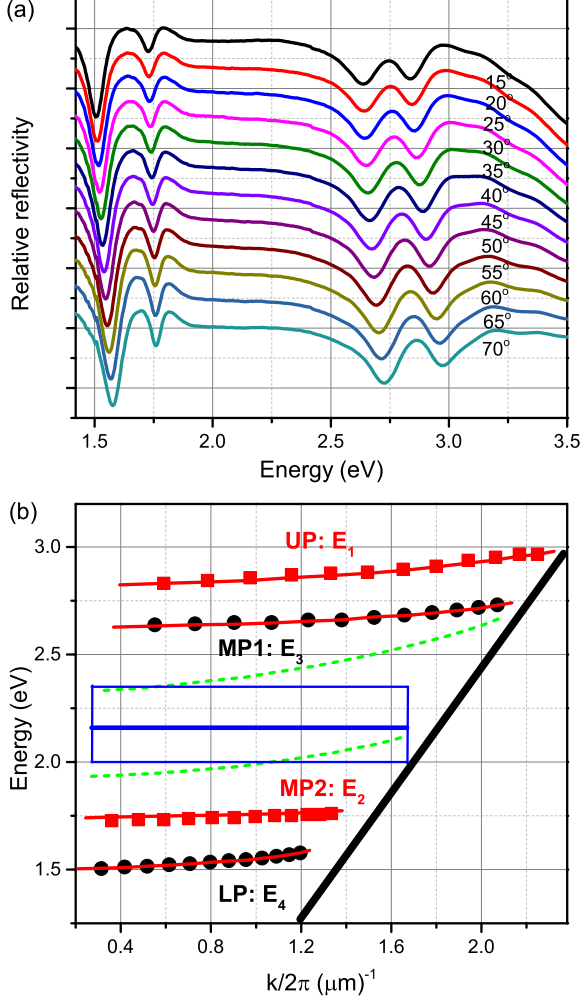 (a)
Relative reflectivity
15°
20°
25°
30°
35°
40°
45°
50°
55°
60°
65°
70°
1.5 2.0 2.5 3.0 3.5
Energy (eV)
(b)
UP: E1
3.0
MP1: E3
2.5
Energy (eV)
2.0
MP2: E2
1.5
LP: E4
0.4 0.8 1.2 1.6 2.0
k/2π (μm)-1